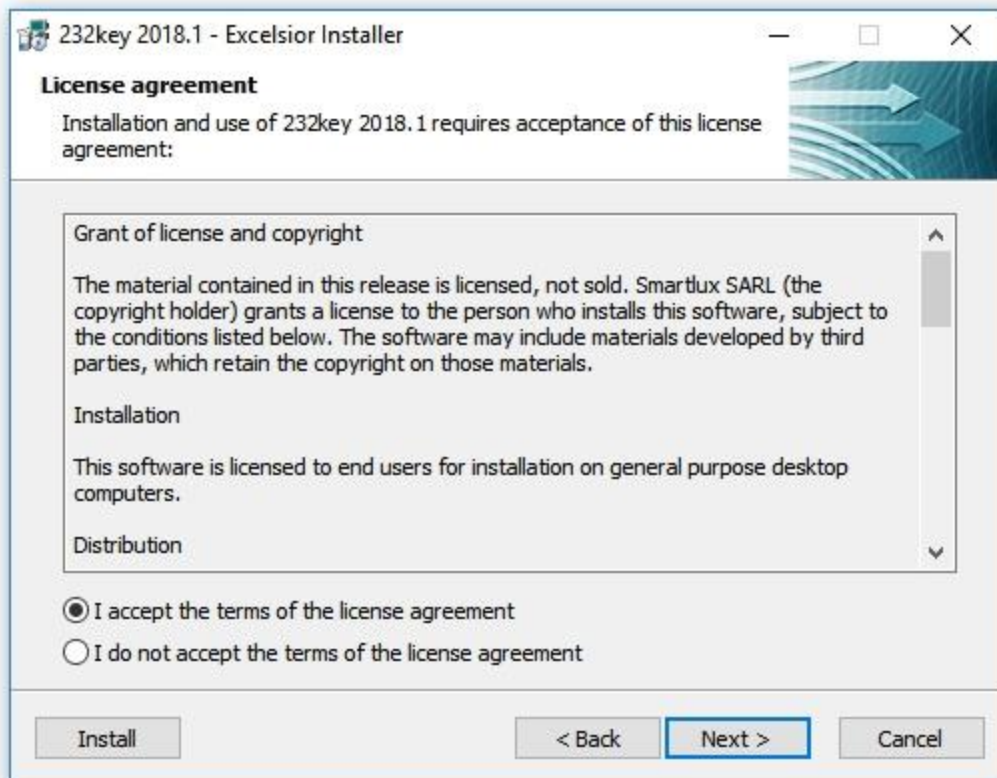 232key 2018.1 - Excelsior Installer
License agreement
Installation and use of 232key 2018.1 requires acceptance of this license
agreement:
Grant of license and copyright
The material contained in this release is licensed, not sold. Smartlux SARL (the
copyright holder) grants a license to the person who installs this software, subject to
the conditions listed below. The software may include materials developed by third
parties, which retain the copyright on those materials.
Installation
This software is licensed to end users for installation on general purpose desktop
computers.
Distribution
I accept the terms of the license agreement
I do not accept the terms of the license agreement
Install
< Back
Next >
Cancel